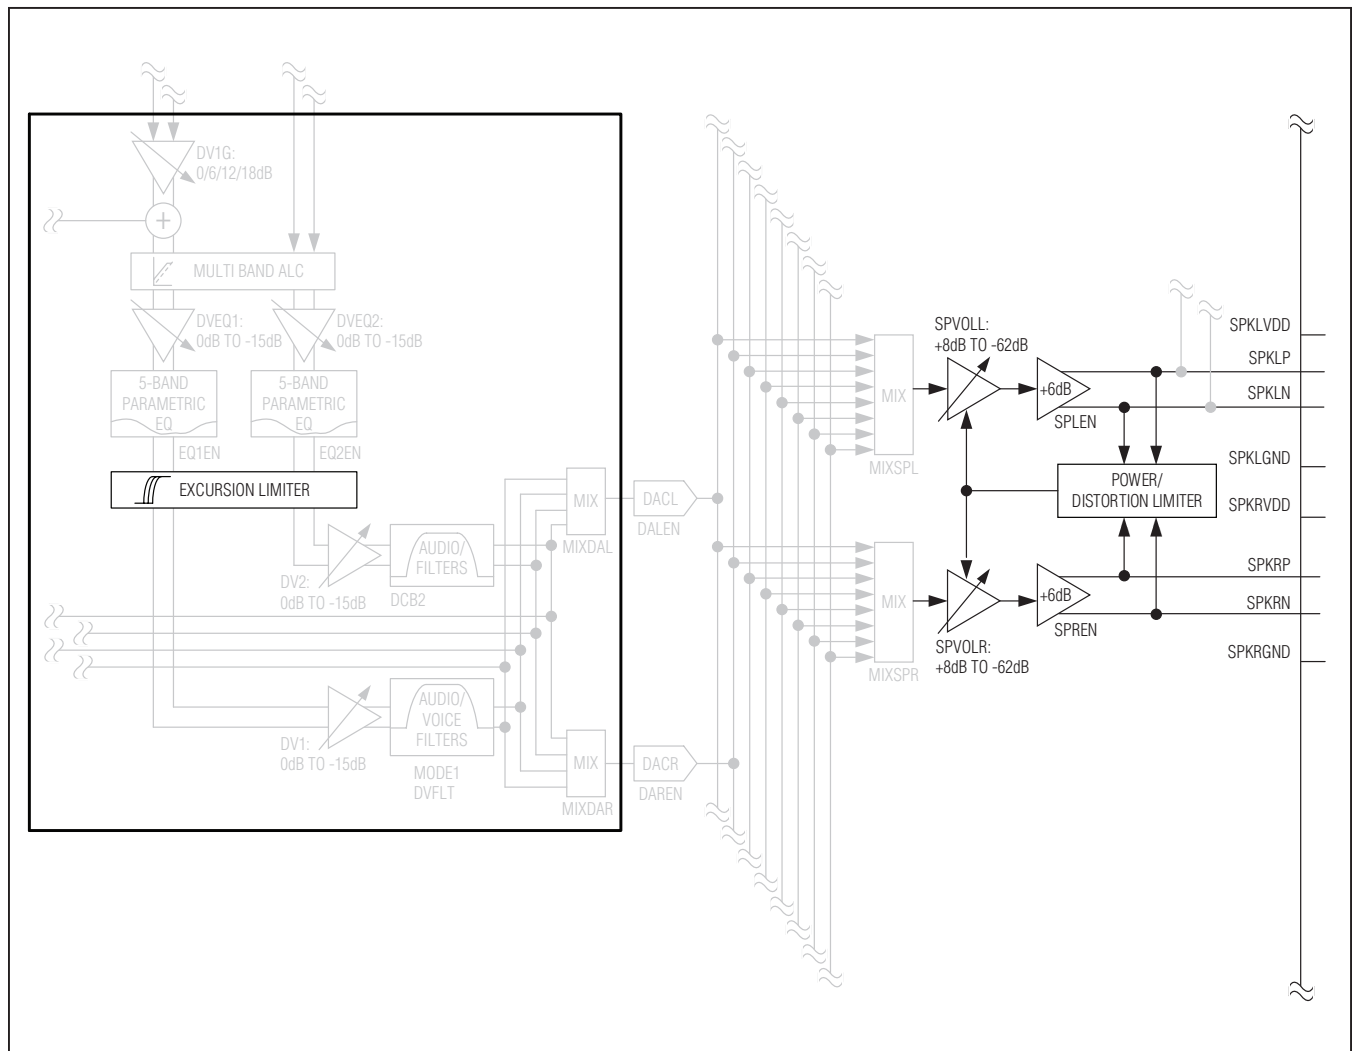 DV1G:
0/6/12/18dB
+
MULTI BAND ALC
DVEQ1:
0dB TO -15dB
DVEQ2:
0dB TO -15dB
5-BAND
PARAMETRIC
EQ
5-BAND
PARAMETRIC
EQ
EQ1EN
EQ2EN
EXCURSION LIMITER
DV2:
0dB TO -15dB
AUDIO/
FILTERS
DCB2
MIX
MIXDAL
DACL
DALEN
DV1:
0dB TO -15dB
AUDIO/
VOICE
FILTERS
MODE1
DVFLT
MIX
MIXDAR
DACR
DAREN
MIX
MIXSPL
MIX
MIXSPR
SPVOLL:
+8dB TO -62dB
+6dB
SPLEN
POWER/
DISTORTION LIMITER
+6dB
SPREN
SPVOLR:
+8dB TO -62dB
SPKLVDD
SPKLP
SPKLN
SPKLGND
SPKRVDD
SPKRP
SPKRN
SPKRGND